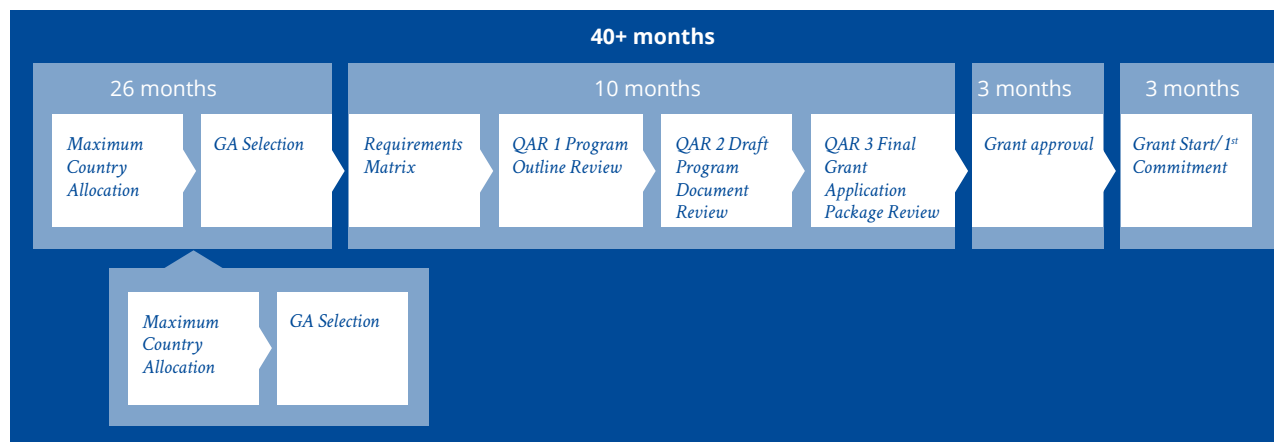 40+ months
26 months
Maximum
Country
Allocation
GA Selection
10 months
Requirements
Matrix
QAR 1 Program
Outline Review
QAR 2 Draft
Program
Document
Review
QAR 3 Final
Grant
Application
Package Review
3 months
Grant approval
3 months
Grant Start/ 1st
Commitment
Maximum
Country
Allocation
GA Selection